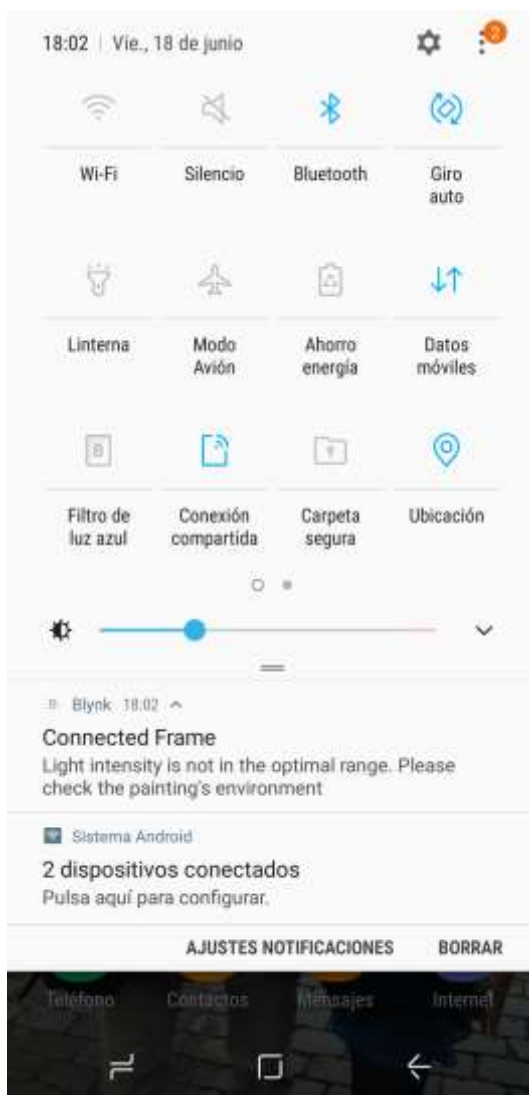 18:02 | Vie., 18 de junio
2
Wi-Fi
Silencio
Bluetooth
Giro
auto
Linterna
Modo
Avión
Ahorro
energía
Datos
móviles
Filtro de
luz azul
Conexión
compartida
Carpeta
segura
Ubicación
Blynk 18:02
Connected Frame
Light intensity is not in the optimal range. Please
check the painting's environment
Sistema Android
2 dispositivos conectados
Pulsa aquí para configurar.
AJUSTES NOTIFICACIONES BORRAR
Teléfono Contactos Mensajes Internet